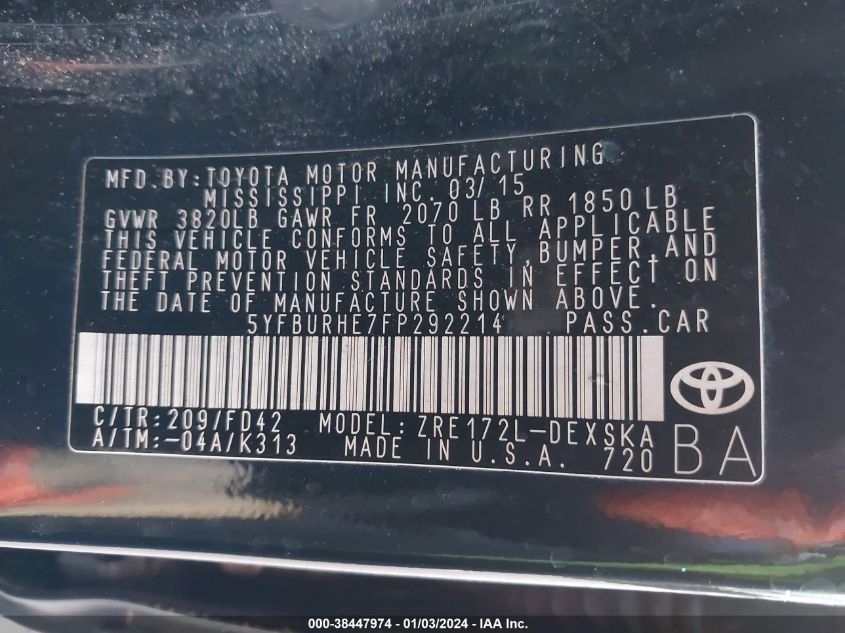 MFD.BY:TOYOTA MOTOR MANUFACTURING
MISSISSIPPI INC. 03/15
GVWR 3820LB GAWR FR 2070 LB RR 1850 LB
THIS VEHICLE CONFORMS TO ALL APPLICABLE
FEDERAL MOTOR VEHICLE SAFETY,BUMPER,AND
THEFT PREVENTION STANDARDS IN EFFECT ON
THE DATE OF MANUFACTURE SHOWN ABOVE.
5YFBURHE7FP292214 PASS.CAR
C/TR:209/FD42 MODEL:ZRE172L-DEXSKA
A/TM:-04A/K313 MADE IN U.S.A. 720
BA
000-38447974 | 01/03/2024 - IAA Inc.